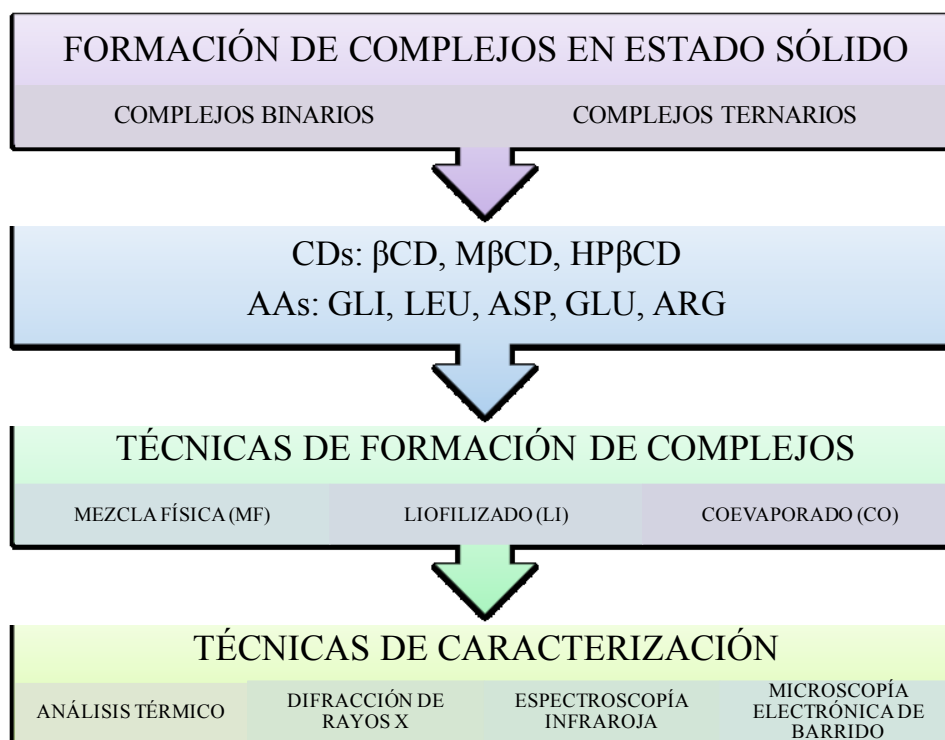 FORMACIÓN DE COMPLEJOS EN ESTADO SÓLIDO
COMPLEJOS BINARIOS
COMPLEJOS TERNARIOS
CDs: βCD, MβCD, HPβCD
AAs: GLI, LEU, ASP, GLU, ARG
TÉCNICAS DE FORMACIÓN DE COMPLEJOS
MEZCLA FÍSICA (MF)
LIOFILIZADO (LI)
COEVAPORADO (CO)
TÉCNICAS DE CARACTERIZACIÓN
ANÁLISIS TÉRMICO
DIFRACCIÓN DE
RAYOS X
ESPECTROSCOPÍA
INFRAROJA
MICROSCOPÍA
ELECTRÓNICA DE
BARRIDO